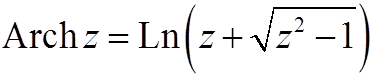 Arch z = Ln(z + √(z² − 1))